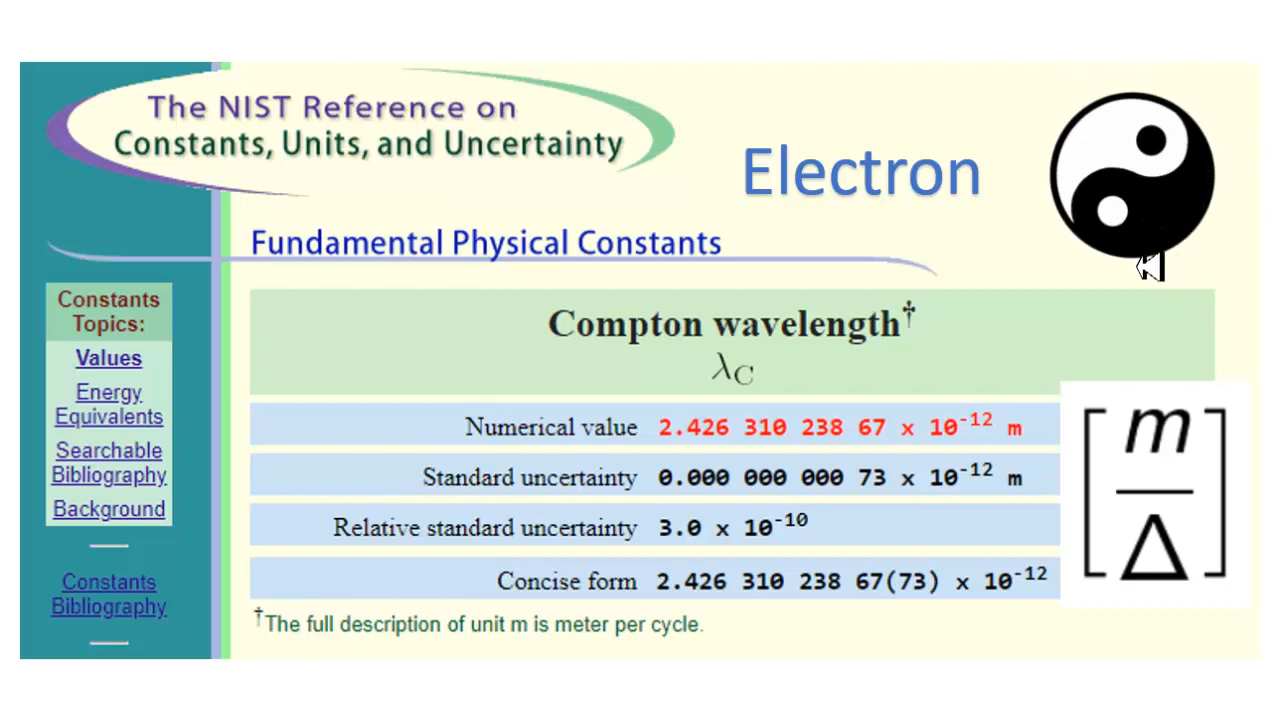 The NIST Reference on
Constants, Units, and Uncertainty
Electron
Fundamental Physical Constants
Constants
Topics:
Values
Energy
Equivalents
Searchable
Bibliography
Background
Constants
Bibliography
Compton wavelength†
λC
Numerical value 2.426 310 238 67 x 10-12 m
Standard uncertainty 0.000 000 000 73 x 10-12 m
Relative standard uncertainty 3.0 x 10-10
Concise form 2.426 310 238 67(73) x 10-12
†The full description of unit m is meter per cycle.
[m
Δ]